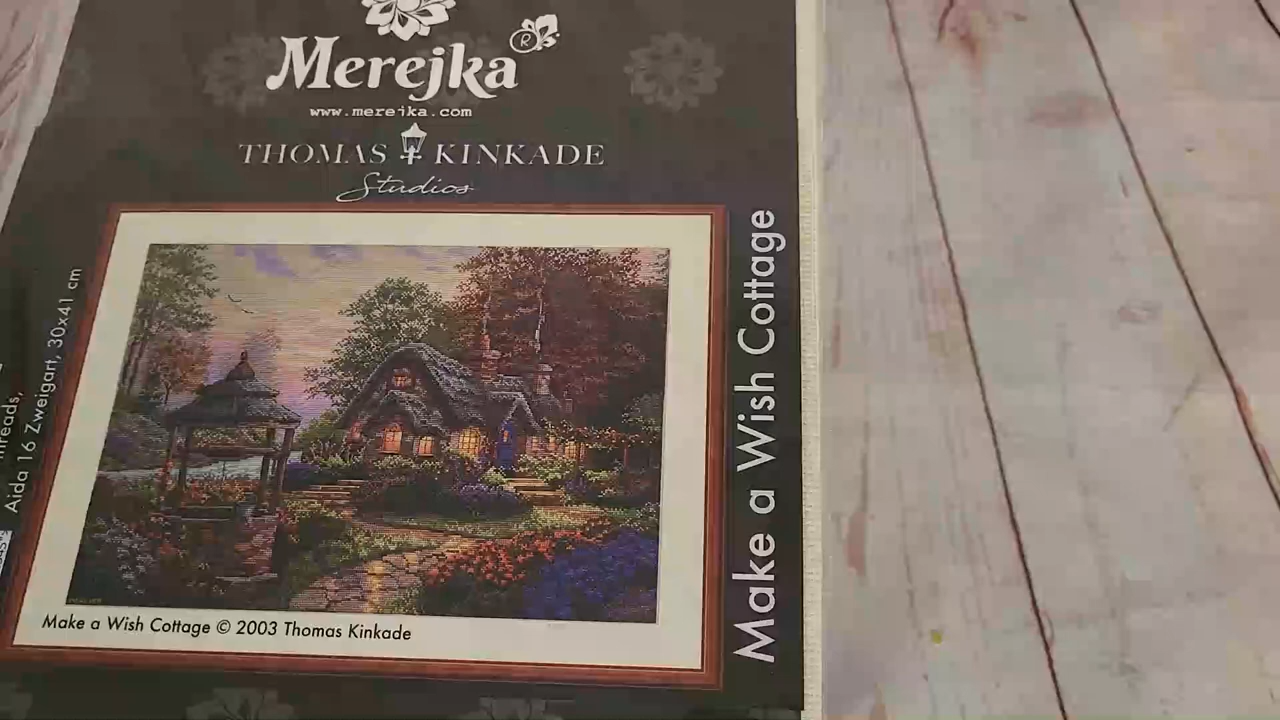 Merejka
®
www.merejka.com
THOMAS KINKADE
Studios
Make a Wish Cottage
Aida 16 Zweigart, 30x41 cm
Make a Wish Cottage © 2003 Thomas Kinkade